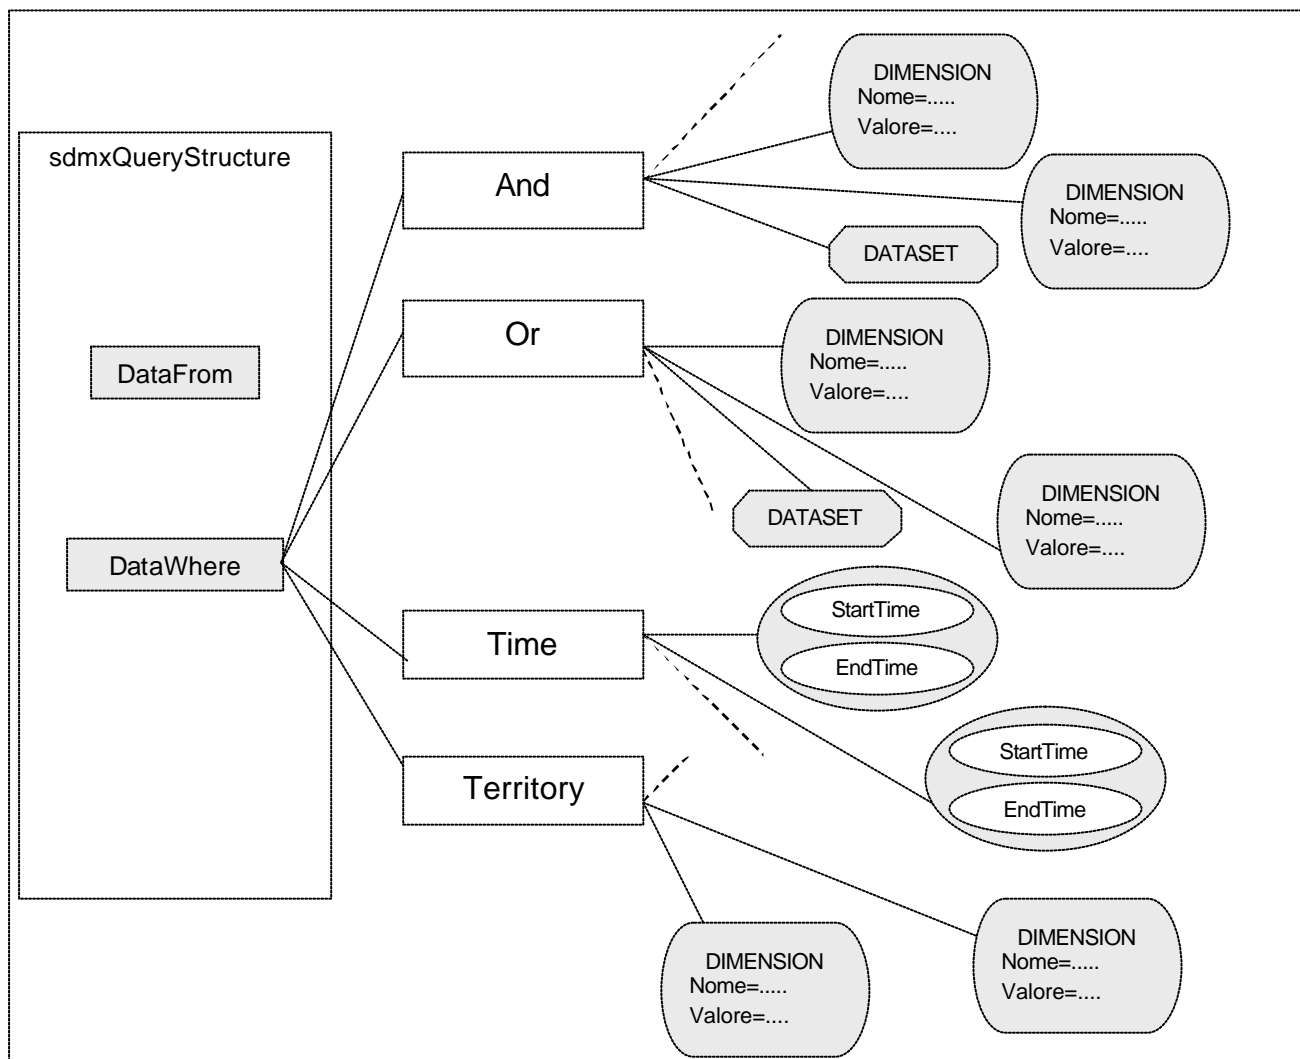 sdmxQueryStructure
DataFrom
DataWhere
And
Or
Time
Territory
DIMENSION
Nome=.....
Valore=....
DIMENSION
Nome=.....
Valore=....
DATASET
DIMENSION
Nome=.....
Valore=....
DATASET
DIMENSION
Nome=.....
Valore=....
StartTime
EndTime
StartTime
EndTime
DIMENSION
Nome=.....
Valore=....
DIMENSION
Nome=.....
Valore=....